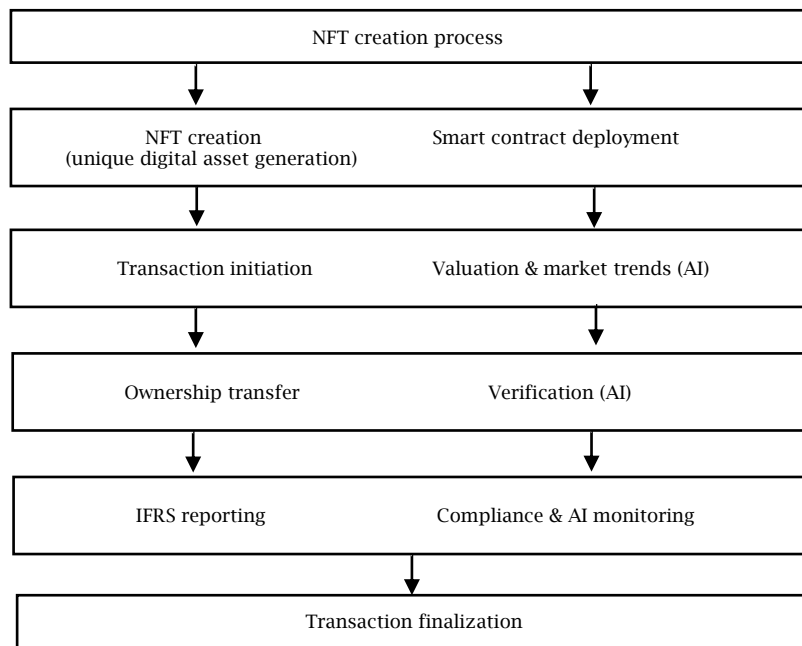 NFT creation process
NFT creation
(unique digital asset generation)
Smart contract deployment
Transaction initiation
Valuation & market trends (AI)
Ownership transfer
Verification (AI)
IFRS reporting
Compliance & AI monitoring
Transaction finalization